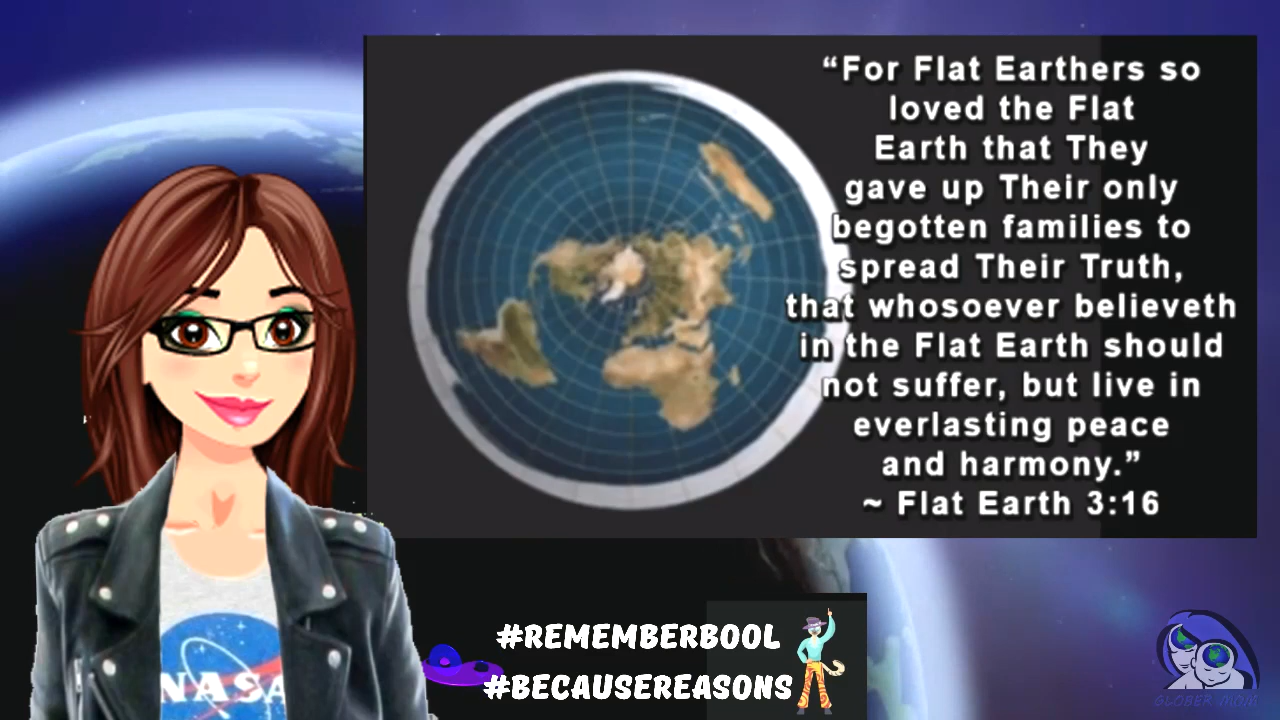 “For Flat Earthers so
loved the Flat
Earth that They
gave up Their only
begotten families to
spread Their Truth,
that whosoever believeth
in the Flat Earth should
not suffer, but live in
everlasting peace
and harmony.”
~ Flat Earth 3:16
NASA
#REMEMBERBOOL
#BECAUSEREASONS
GLOBER MOM